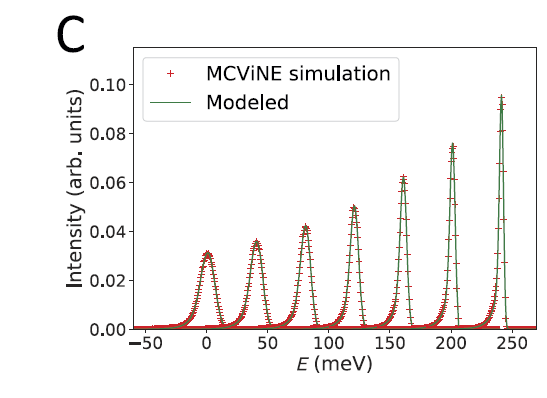 C
MCViNE simulation
Modeled
Intensity (arb. units)
0.10
0.08
0.06
0.04
0.02
0.00
−50 0 50 100 150 200 250
E (meV)